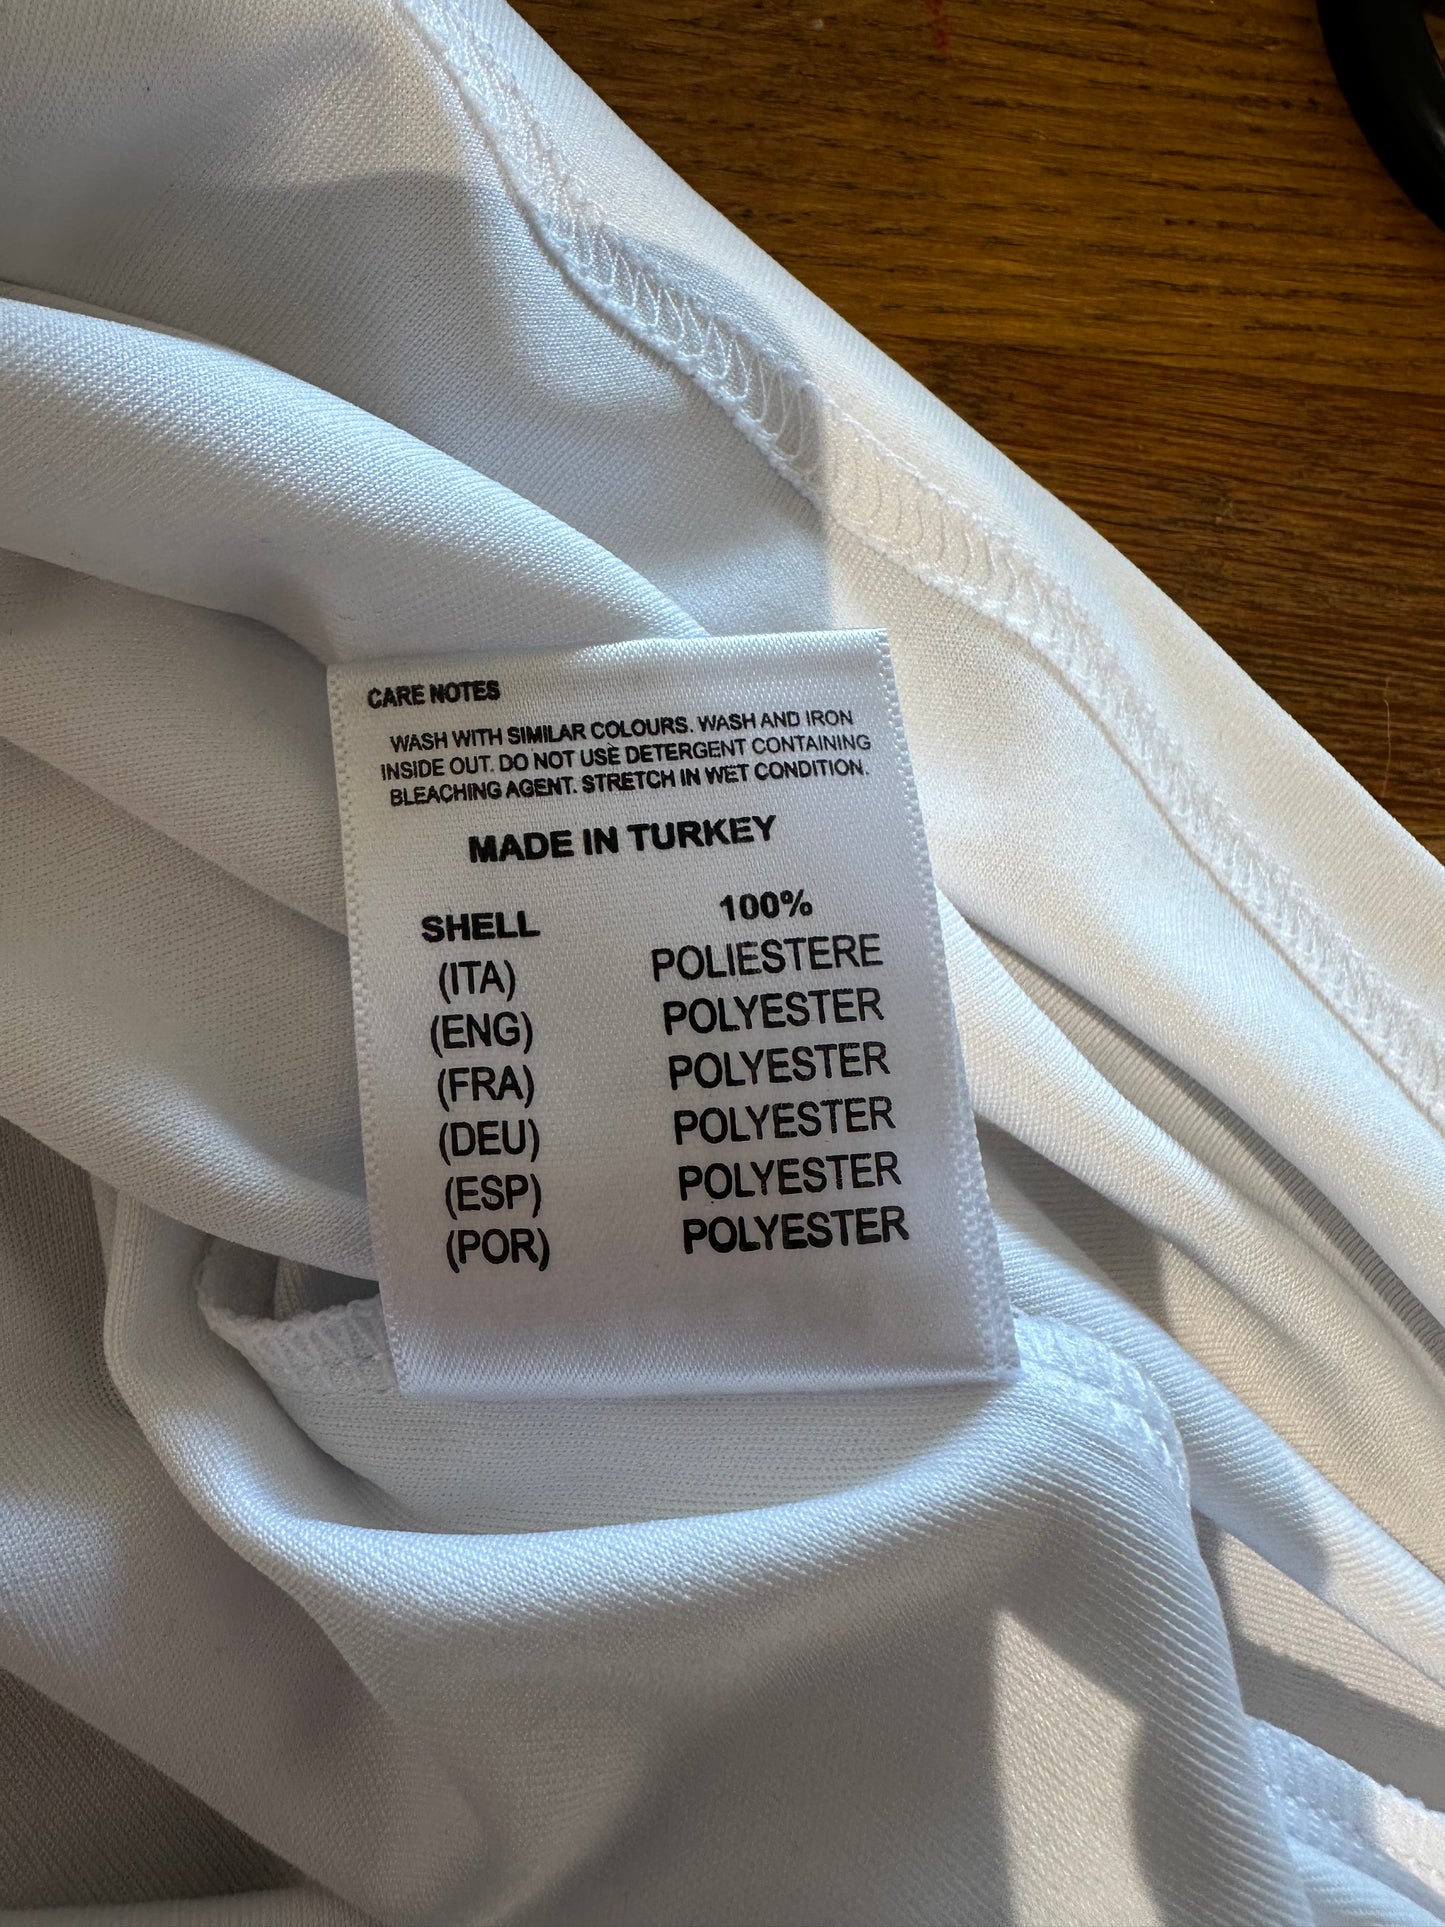 CARE NOTES
WASH WITH SIMILAR COLOURS. WASH AND IRON
INSIDE OUT. DO NOT USE DETERGENT CONTAINING
BLEACHING AGENT. STRETCH IN WET CONDITION.
MADE IN TURKEY
SHELL 100%
(ITA) POLIESTERE
(ENG) POLYESTER
(FRA) POLYESTER
(DEU) POLYESTER
(ESP) POLYESTER
(POR) POLYESTER